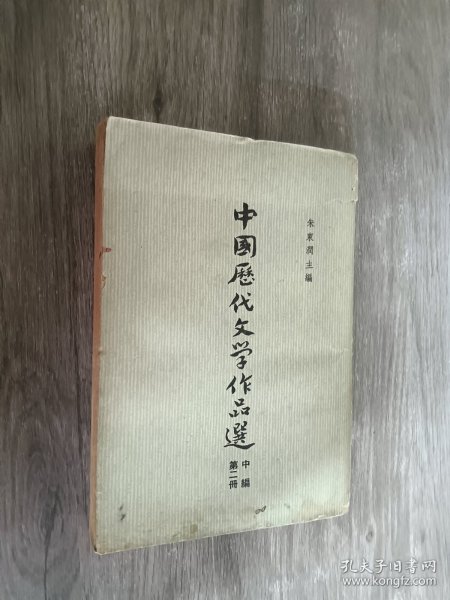 朱東潤主編
中國歷代文学作品選
中編
第二冊
孔夫子旧书网
www.kongfz.com